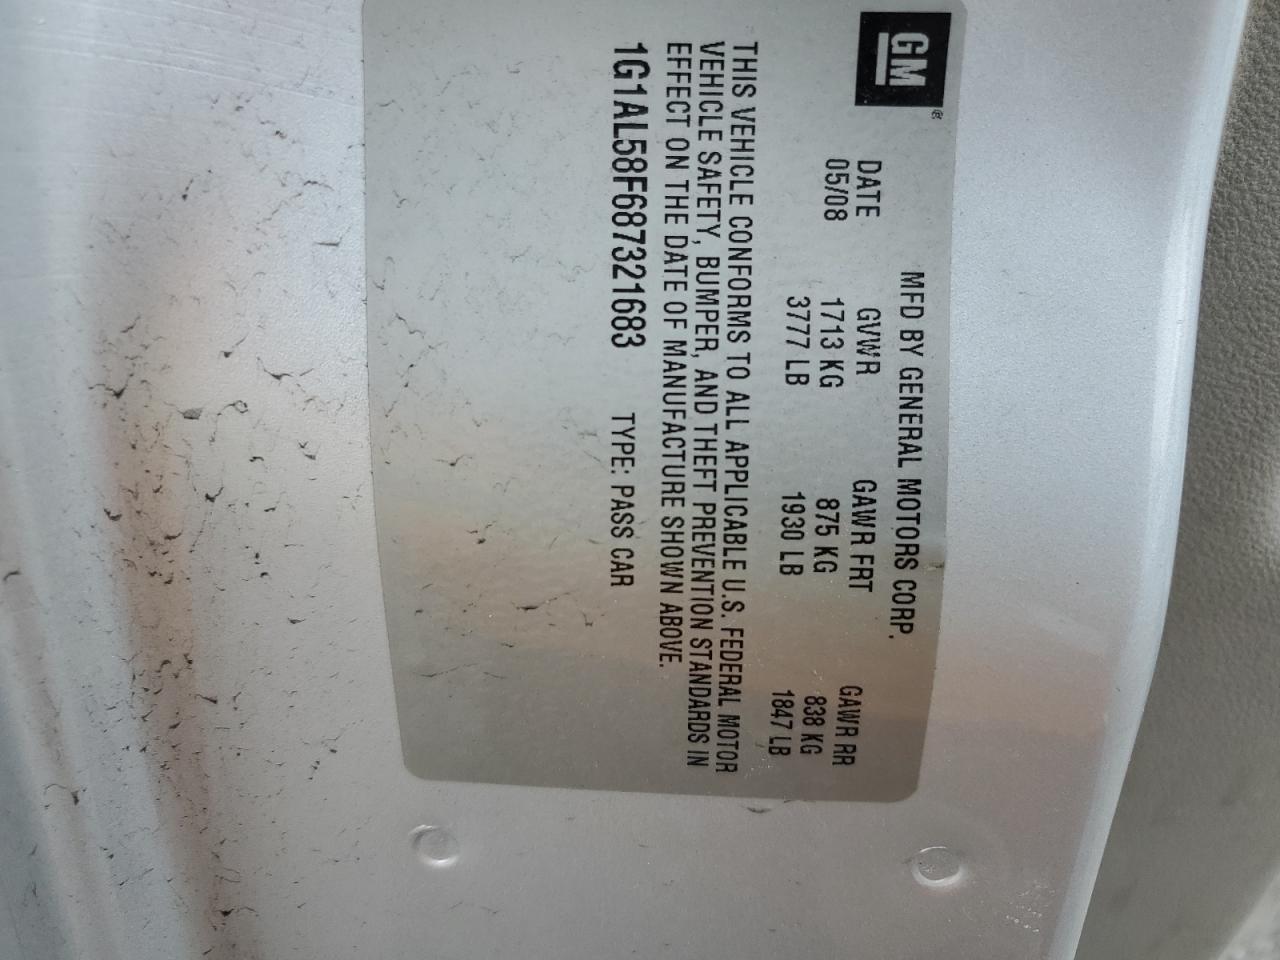 GM ®
MFD BY GENERAL MOTORS CORP.
DATE GVWR GAWR FRT GAWR RR
05/08 1713 KG 875 KG 838 KG
3777 LB 1930 LB 1847 LB
THIS VEHICLE CONFORMS TO ALL APPLICABLE U.S. FEDERAL MOTOR
VEHICLE SAFETY, BUMPER, AND THEFT PREVENTION STANDARDS IN
EFFECT ON THE DATE OF MANUFACTURE SHOWN ABOVE.
1G1AL58F687321683 TYPE: PASS CAR